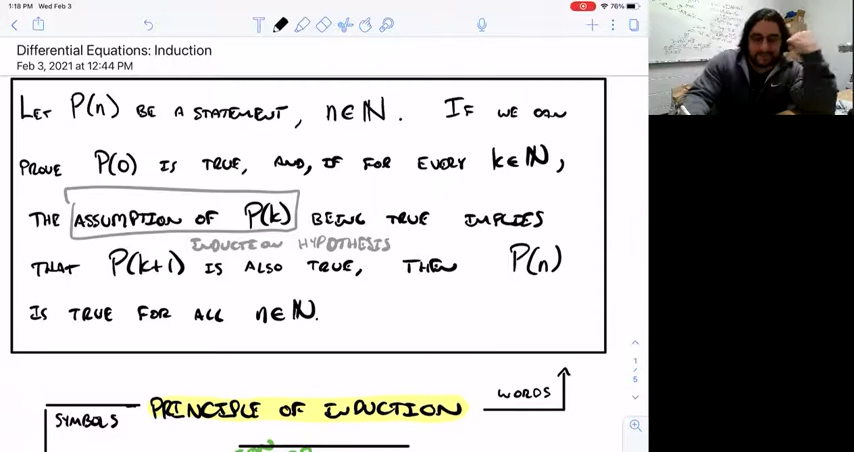 1:18 PM Wed Feb 3
76%
Differential Equations: Induction
Feb 3, 2021 at 12:44 PM
LET P(n) BE A STATEMENT, n∈ℕ. IF WE CAN
PROVE P(0) IS TRUE, AND, IF FOR EVERY k∈ℕ,
THE ASSUMPTION OF P(k) BEING TRUE IMPLIES
INDUCTION HYPOTHESIS
THAT P(k+1) IS ALSO TRUE, THEN P(n)
IS TRUE FOR ALL n∈ℕ.
1
/
5
WORDS
PRINCIPLE OF INDUCTION
SYMBOLS